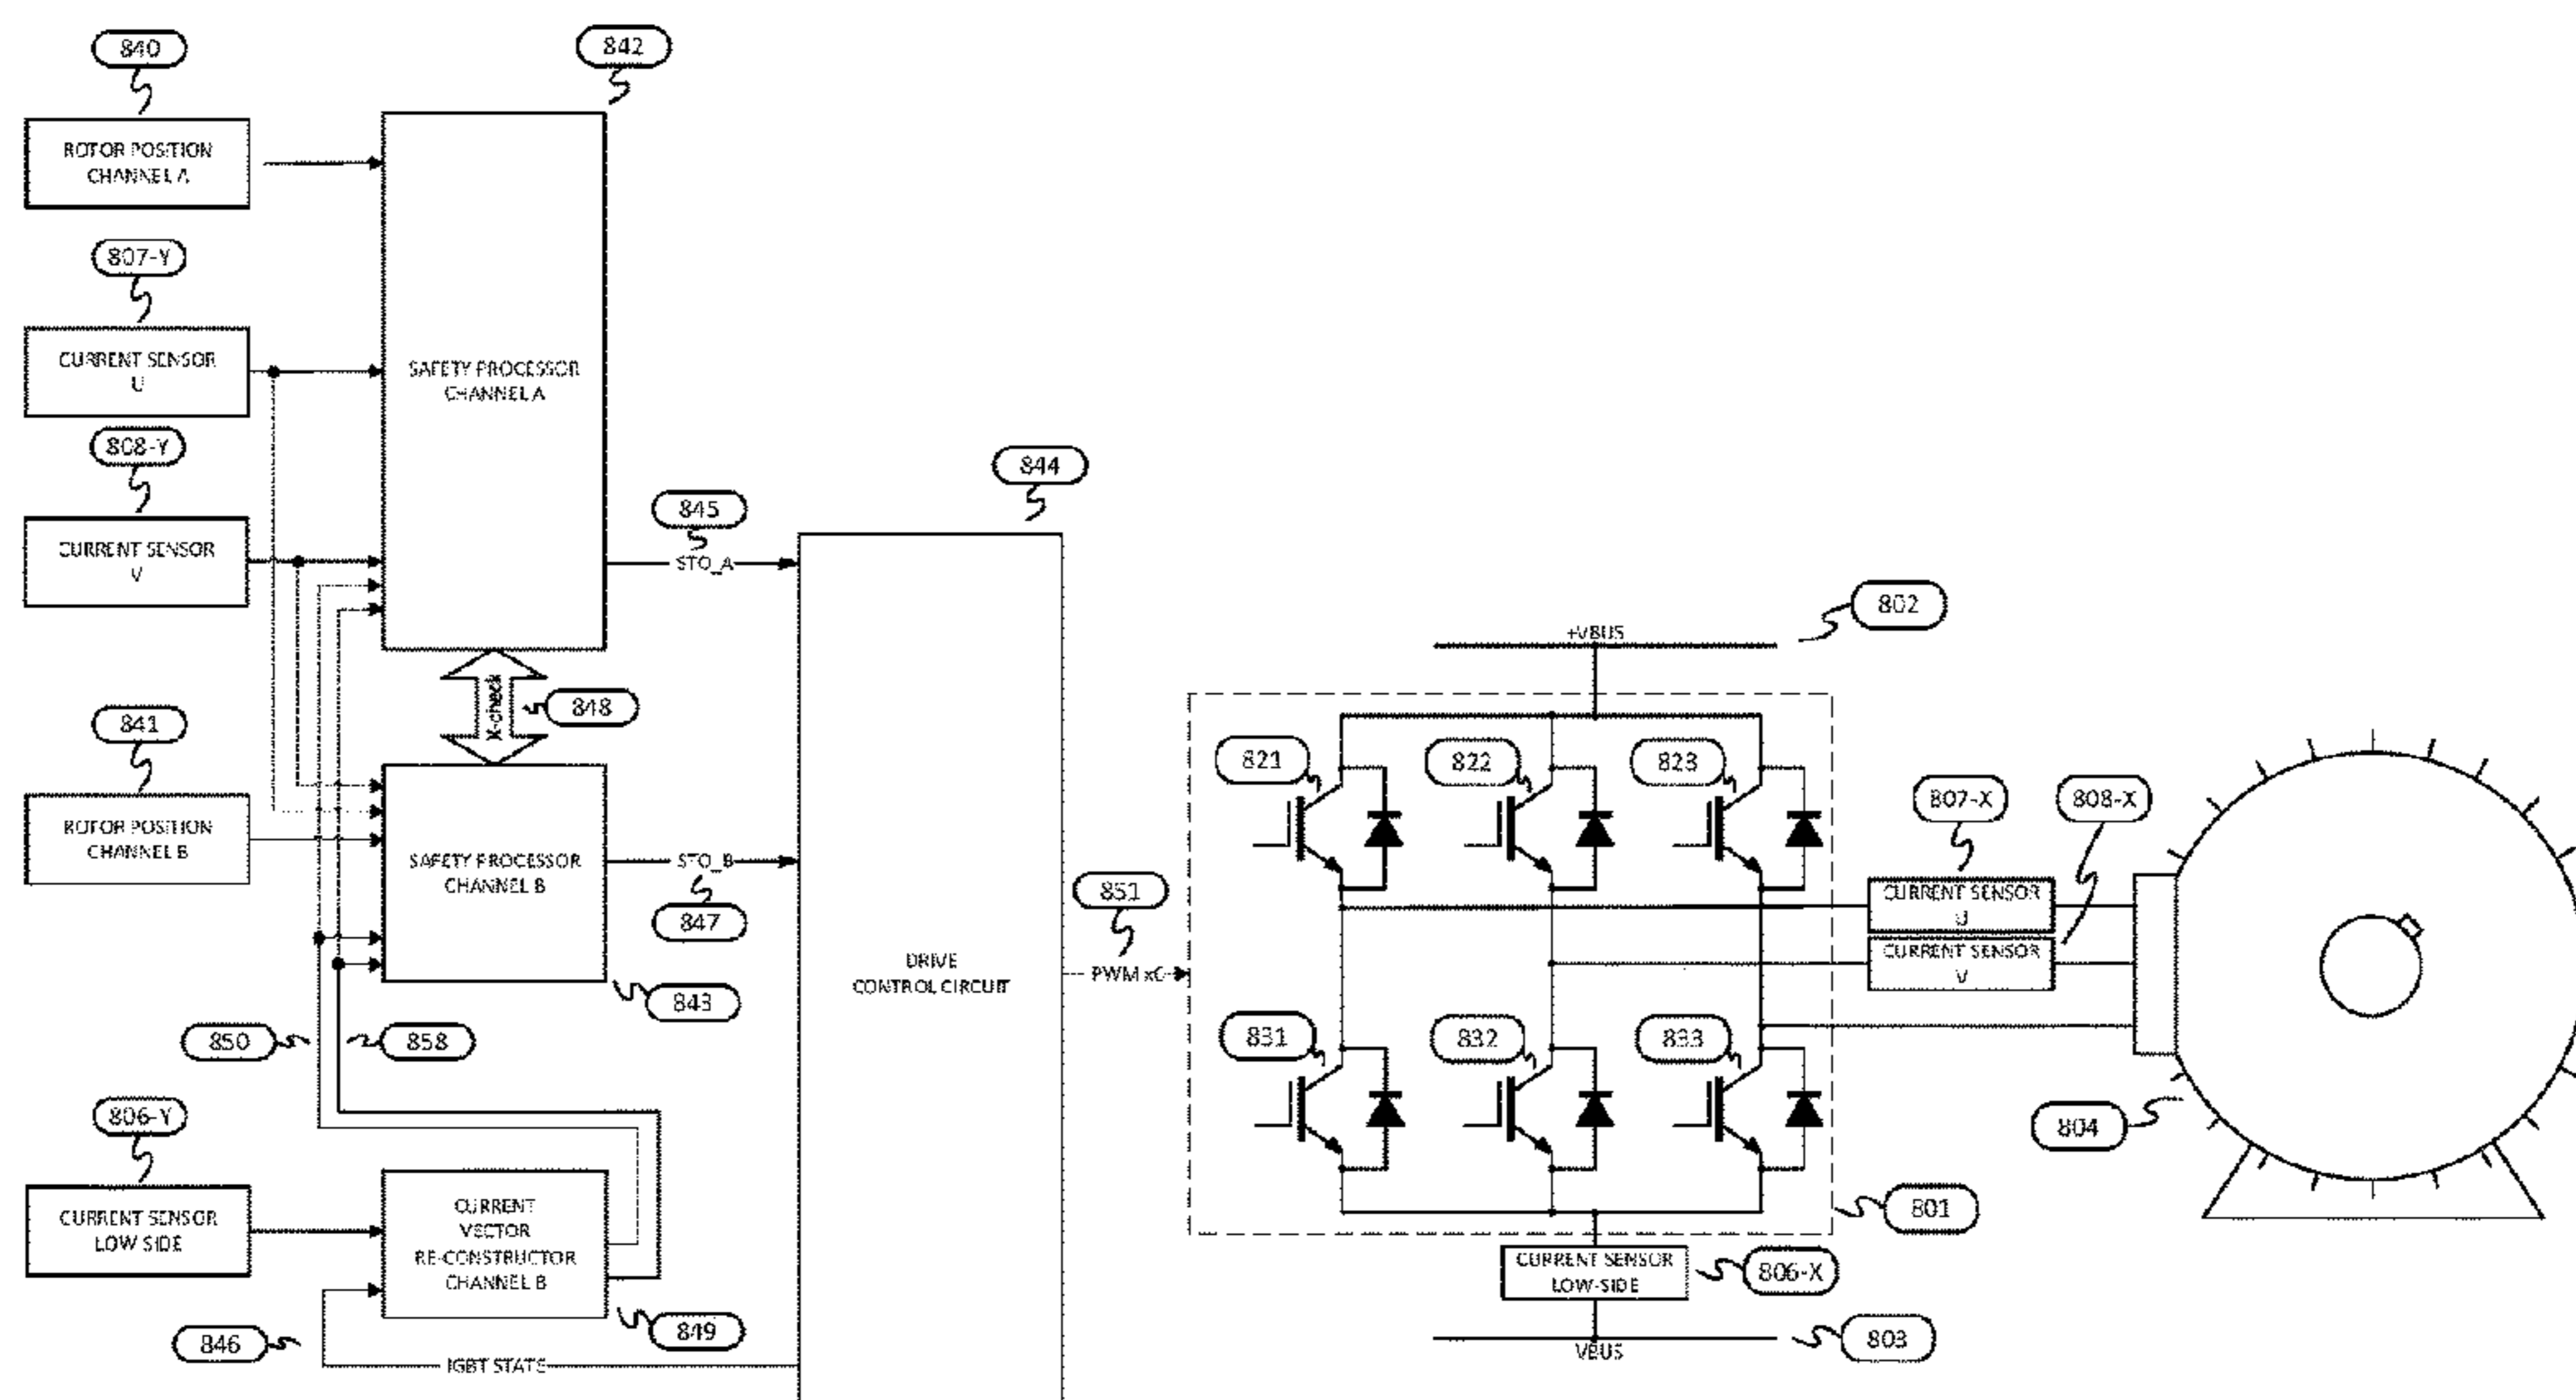 840
842
ROTOR POSITION
CHANNEL A
807-Y
CURRENT SENSOR
U
SAFETY PROCESSOR
CHANNEL A
808-Y
CURRENT SENSOR
V
845
STO_A
844
802
+VBUS
X-check
848
841
ROTOR POSITION
CHANNEL B
SAFETY PROCESSOR
CHANNEL B
STO_B
847
843
850
858
DRIVE
CONTROL CIRCUIT
851
PWM xC
821
822
823
807-X
808-X
CURRENT SENSOR
U
CURRENT SENSOR
V
831
832
833
804
806-Y
CURRENT SENSOR
LOW SIDE
CURRENT
VECTOR
RE-CONSTRUCTOR
CHANNEL B
849
846
IGBT STATE
801
CURRENT SENSOR
LOW-SIDE
806-X
803
VBUS